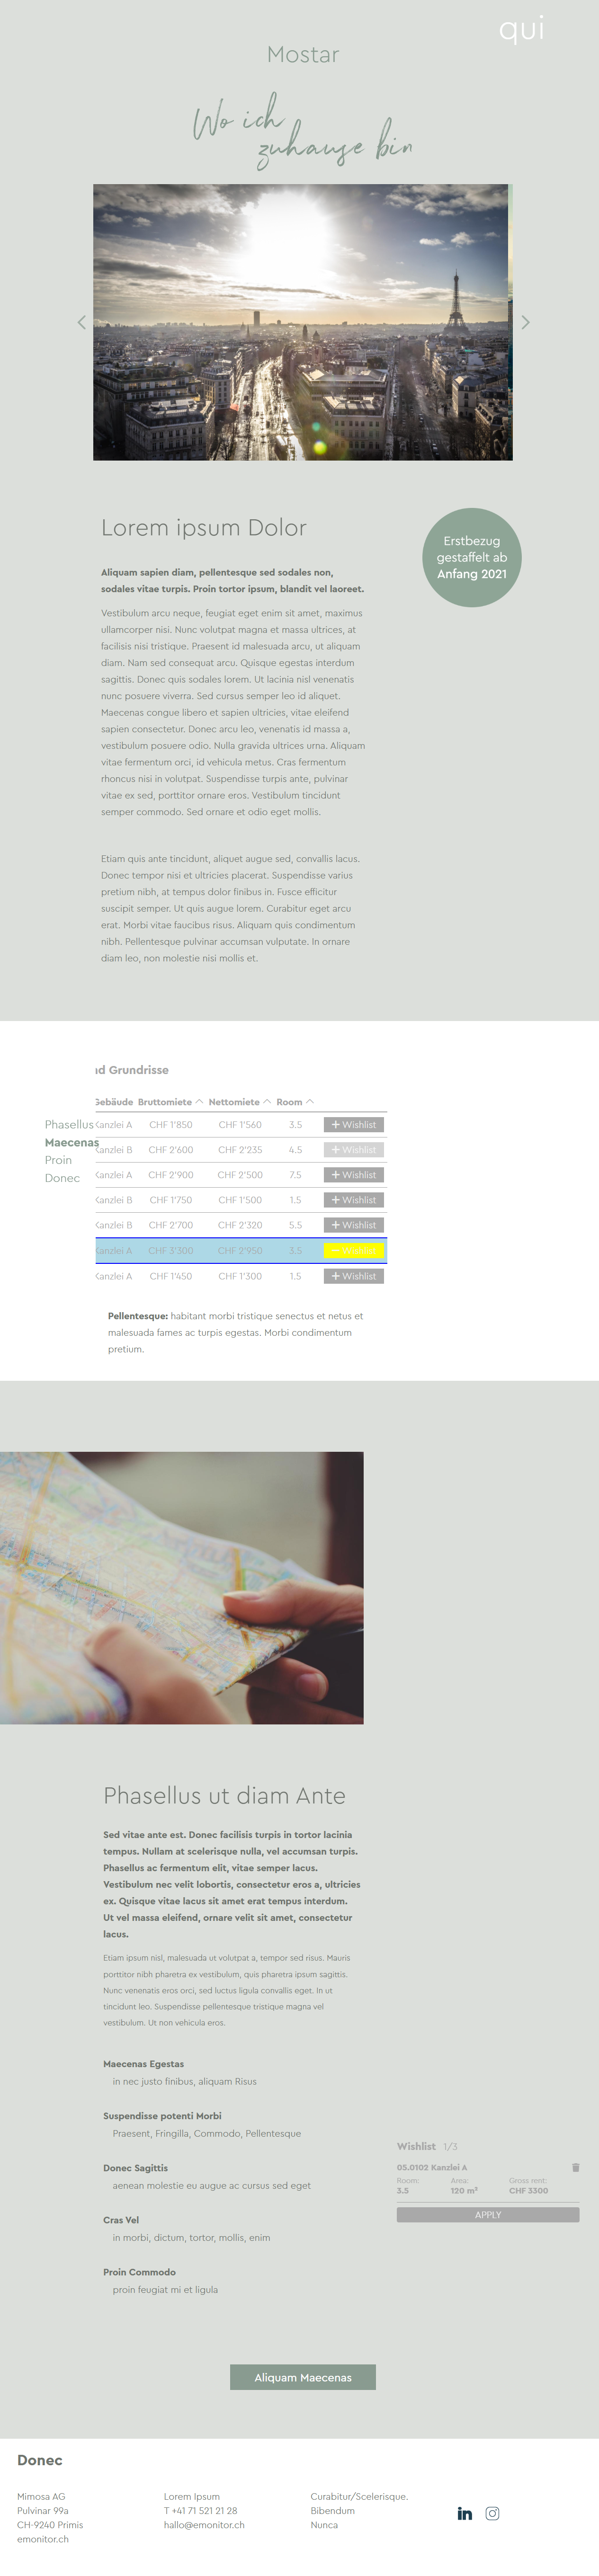 qui
Mostar
Wo ich
zuhause bin
Lorem ipsum Dolor
Erstbezug
gestaffelt ab
Anfang 2021
Aliquam sapien diam, pellentesque sed sodales non,
sodales vitae turpis. Proin tortor ipsum, blandit vel laoreet.
Vestibulum arcu neque, feugiat eget enim sit amet, maximus
ullamcorper nisi. Nunc volutpat magna et massa ultrices, at
facilisis nisi tristique. Praesent id malesuada arcu, ut aliquam
diam. Nam sed consequat arcu. Quisque egestas interdum
sagittis. Donec quis sodales lorem. Ut lacinia nisl venenatis
nunc posuere viverra. Sed cursus semper leo id aliquet.
Maecenas congue libero et sapien ultricies, vitae eleifend
sapien consectetur. Donec arcu leo, venenatis id massa a,
vestibulum posuere odio. Nulla gravida ultrices urna. Aliquam
vitae fermentum orci, id vehicula metus. Cras fermentum
rhoncus nisi in volutpat. Suspendisse turpis ante, pulvinar
vitae ex sed, porttitor ornare eros. Vestibulum tincidunt
semper commodo. Sed ornare et odio eget mollis.
Etiam quis ante tincidunt, aliquet augue sed, convallis lacus.
Donec tempor nisi et ultricies placerat. Suspendisse varius
pretium nibh, at tempus dolor finibus in. Fusce efficitur
suscipit semper. Ut quis augue lorem. Curabitur eget arcu
erat. Morbi vitae faucibus risus. Aliquam quis condimentum
nibh. Pellentesque pulvinar accumsan vulputate. In ornare
diam leo, non molestie nisi mollis et.
nd Grundrisse
Gebäude Bruttomiete Nettomiete Room
Phasellus
Maecenas
Proin
Donec
Kanzlei A CHF 1'850 CHF 1'560 3.5 + Wishlist
Kanzlei B CHF 2'600 CHF 2'235 4.5 + Wishlist
Kanzlei A CHF 2'900 CHF 2'500 7.5 + Wishlist
Kanzlei B CHF 1'750 CHF 1'500 1.5 + Wishlist
Kanzlei B CHF 2'700 CHF 2'320 5.5 + Wishlist
Kanzlei A CHF 3'300 CHF 2'950 3.5 — Wishlist
Kanzlei A CHF 1'450 CHF 1'300 1.5 + Wishlist
Pellentesque: habitant morbi tristique senectus et netus et
malesuada fames ac turpis egestas. Morbi condimentum
pretium.
Phasellus ut diam Ante
Sed vitae ante est. Donec facilisis turpis in tortor lacinia
tempus. Nullam at scelerisque nulla, vel accumsan turpis.
Phasellus ac fermentum elit, vitae semper lacus.
Vestibulum nec velit lobortis, consectetur eros a, ultricies
ex. Quisque vitae lacus sit amet erat tempus interdum.
Ut vel massa eleifend, ornare velit sit amet, consectetur
lacus.
Etiam ipsum nisl, malesuada ut volutpat a, tempor sed risus. Mauris
porttitor nibh pharetra ex vestibulum, quis pharetra ipsum sagittis.
Nunc venenatis eros orci, sed luctus ligula convallis eget. In ut
tincidunt leo. Suspendisse pellentesque tristique magna vel
vestibulum. Ut non vehicula eros.
Maecenas Egestas
in nec justo finibus, aliquam Risus
Suspendisse potenti Morbi
Praesent, Fringilla, Commodo, Pellentesque
Donec Sagittis
aenean molestie eu augue ac cursus sed eget
Cras Vel
in morbi, dictum, tortor, mollis, enim
Proin Commodo
proin feugiat mi et ligula
Wishlist 1/3
05.0102 Kanzlei A
Room: Area: Gross rent:
3.5 120 m² CHF 3300
APPLY
Aliquam Maecenas
Donec
Mimosa AG
Pulvinar 99a
CH-9240 Primis
emonitor.ch
Lorem Ipsum
T +41 71 521 21 28
hallo@emonitor.ch
Curabitur/Scelerisque.
Bibendum
Nunca
in